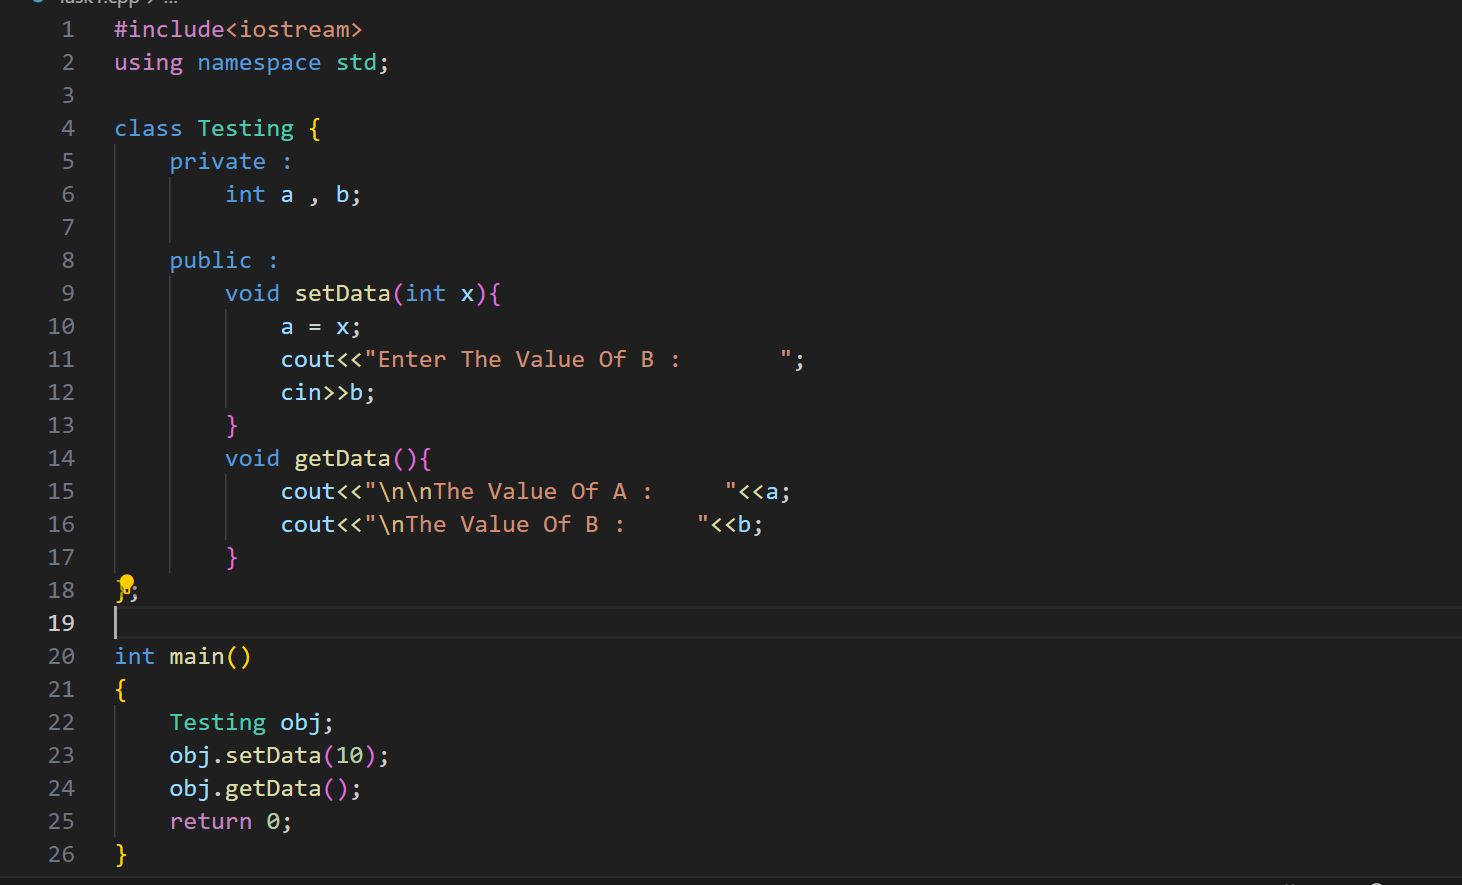 1 #include<iostream>
2 using namespace std;
3
4 class Testing {
5     private :
6         int a , b;
7
8     public :
9         void setData(int x){
10             a = x;
11             cout<<"Enter The Value Of B :       ";
12             cin>>b;
13         }
14         void getData(){
15             cout<<"\n\nThe Value Of A :     "<<a;
16             cout<<"\nThe Value Of B :     "<<b;
17         }
18 };
19
20 int main()
21 {
22     Testing obj;
23     obj.setData(10);
24     obj.getData();
25     return 0;
26 }